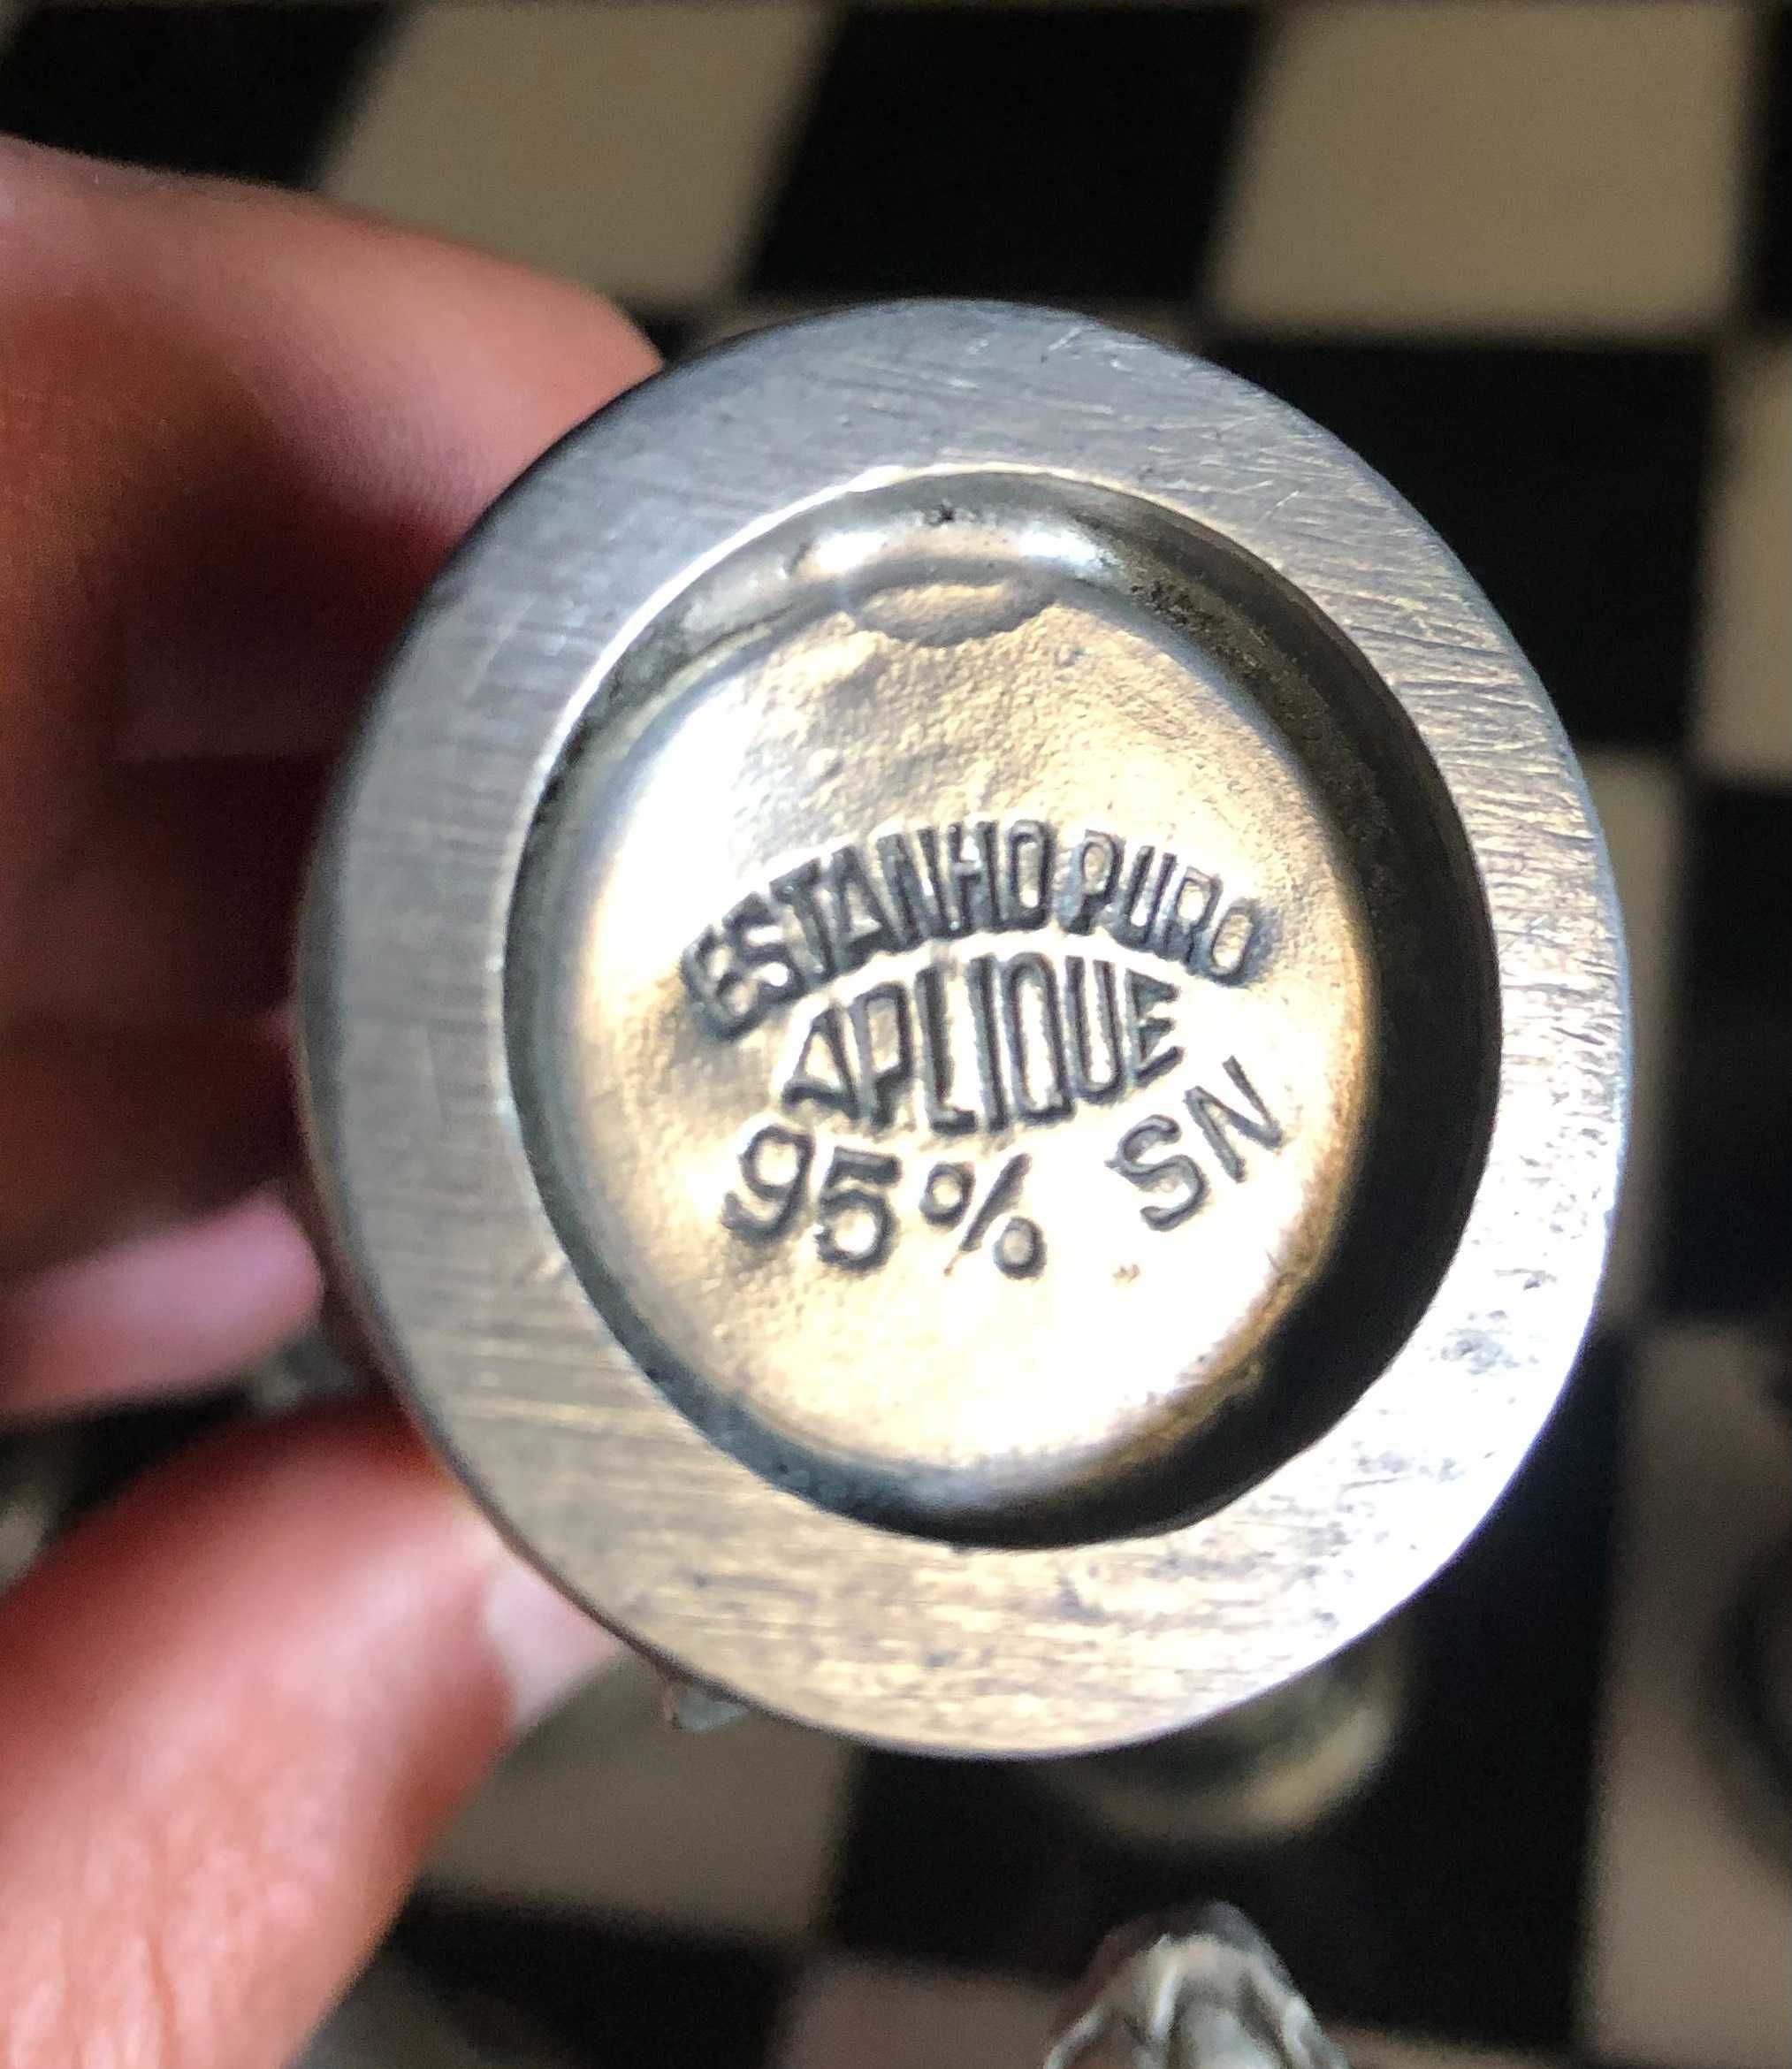 ESTANHO PURO
APLIQUE
95% SN